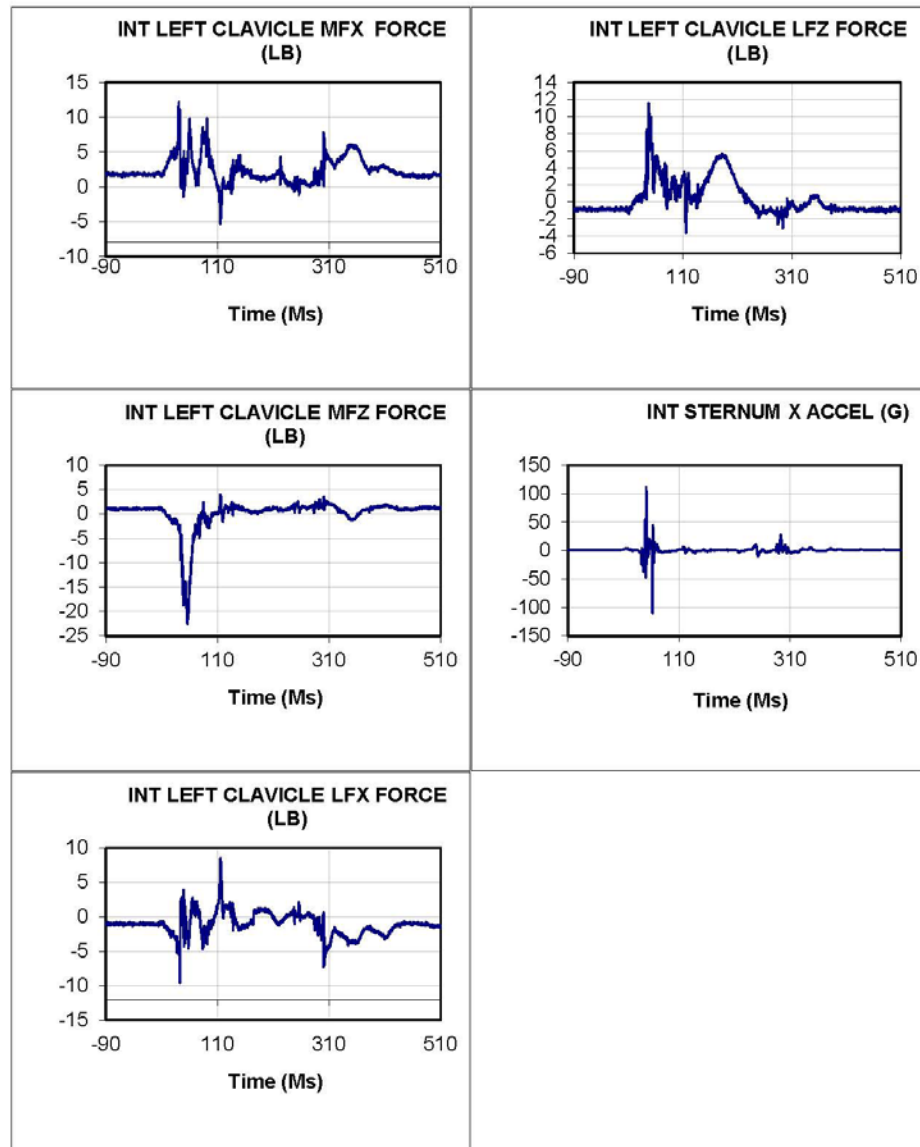 INT LEFT CLAVICLE MFX FORCE
(LB)
15
10
5
0
-5
-10
-90 110 310 510
Time (Ms)
INT LEFT CLAVICLE LFZ FORCE
(LB)
14
12
10
8
6
4
2
0
-2
-4
-6
-90 110 310 510
Time (Ms)
INT LEFT CLAVICLE MFZ FORCE
(LB)
10
5
0
-5
-10
-15
-20
-25
-90 110 310 510
Time (Ms)
INT STERNUM X ACCEL (G)
150
100
50
0
-50
-100
-150
-90 110 310 510
Time (Ms)
INT LEFT CLAVICLE LFX FORCE
(LB)
10
5
0
-5
-10
-15
-90 110 310 510
Time (Ms)